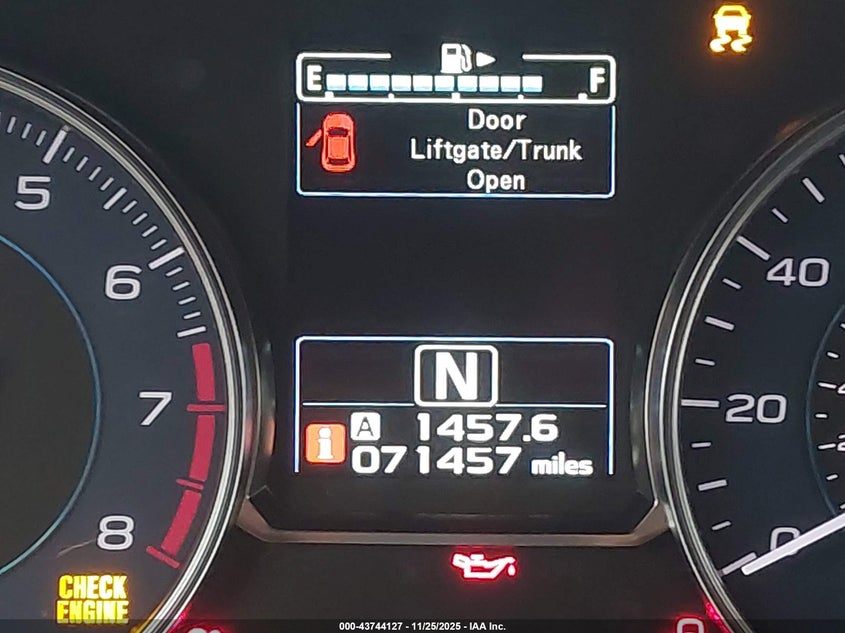 E F
Door
Liftgate/Trunk
Open
5
6
7
8
40
20
0
N
i A 1457.6
071457 miles
CHECK
ENGINE
000-43744127 - 11/25/2025 - IAA Inc.